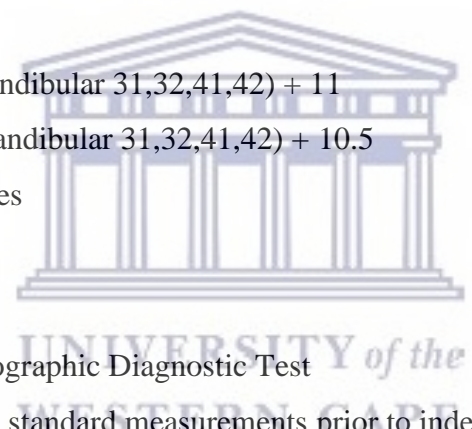 ndibular 31,32,41,42) + 11
andibular 31,32,41,42) + 10.5
es
UNIVERSITY of the
ographic Diagnostic Test
WESTERN CAPE
standard measurements prior to inde